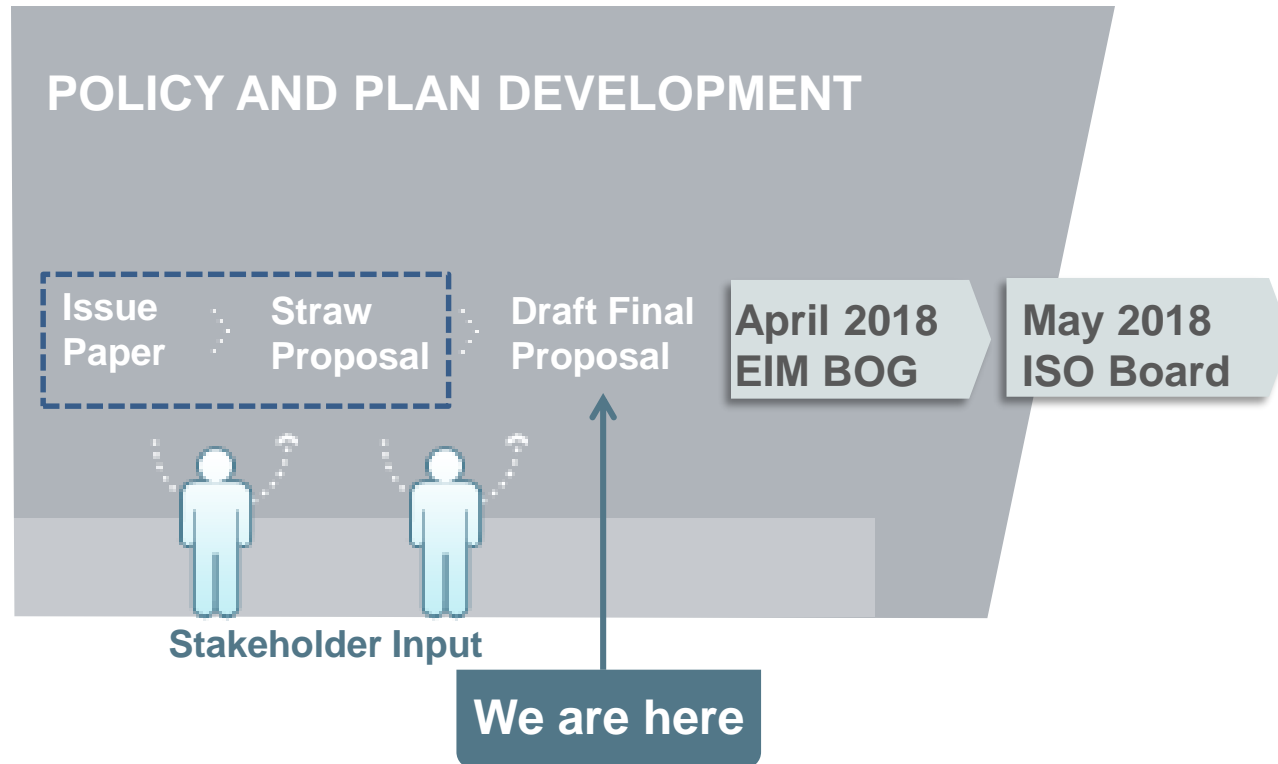 POLICY AND PLAN DEVELOPMENT
Issue
Paper
Straw
Proposal
Draft Final
Proposal
April 2018
EIM BOG
May 2018
ISO Board
Stakeholder Input
We are here